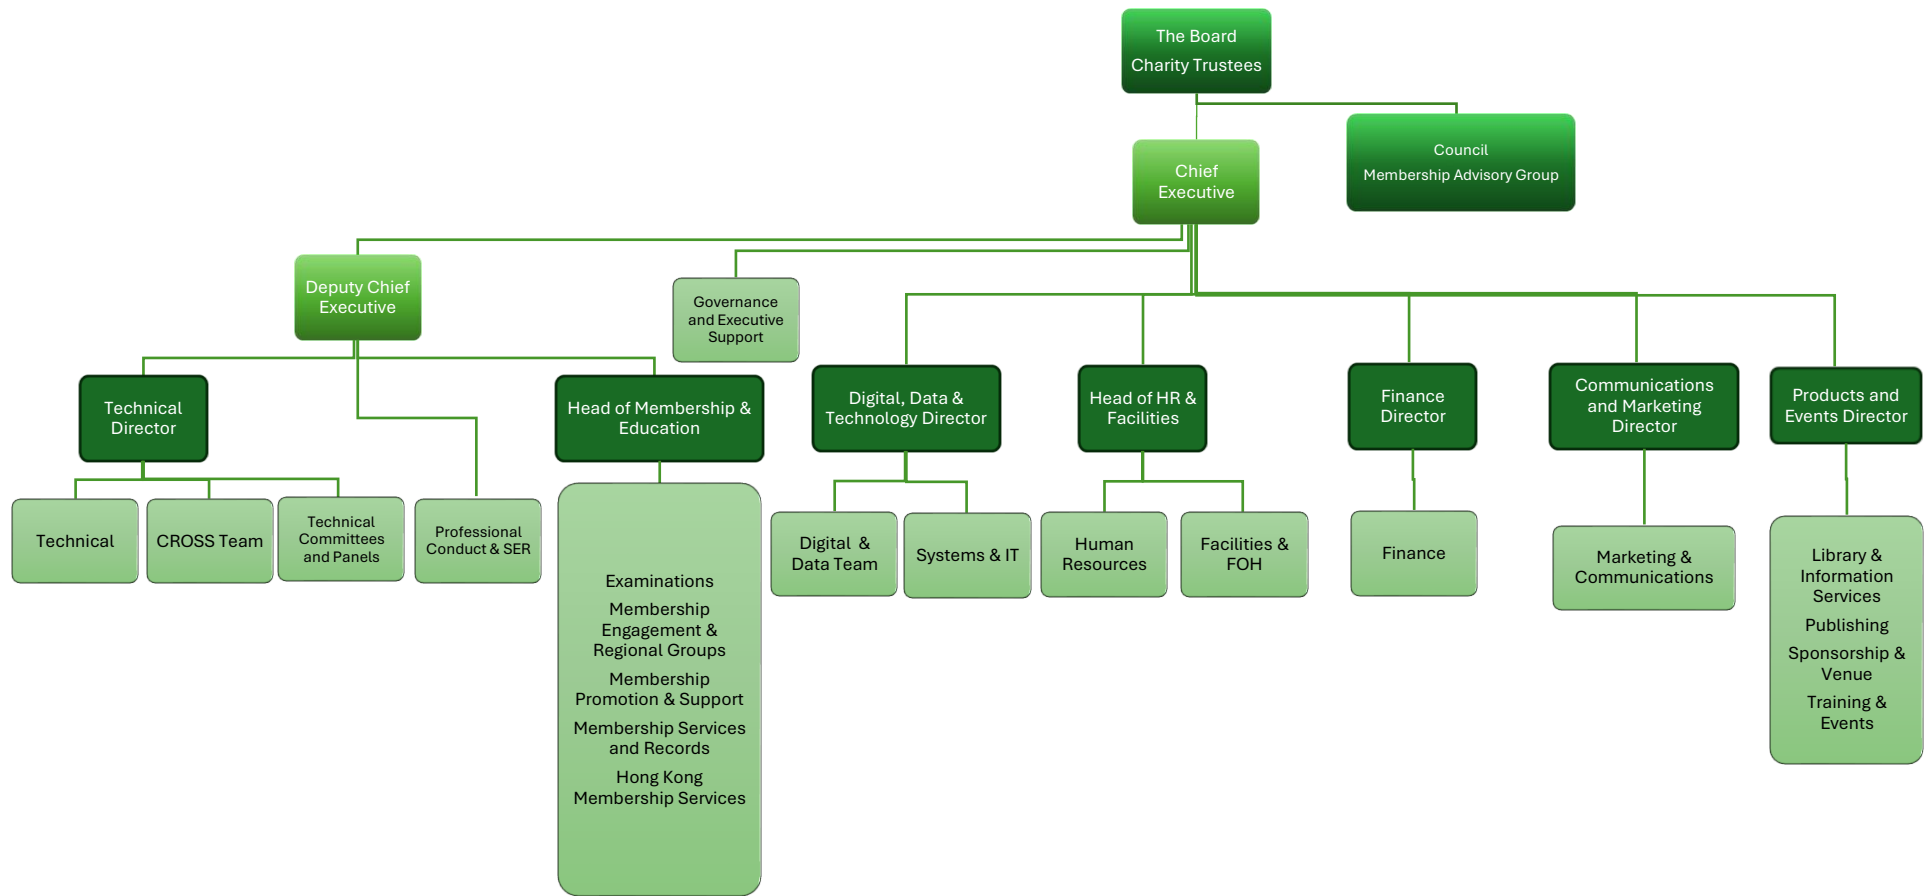 The Board
Charity Trustees
Council
Membership Advisory Group
Chief
Executive
Deputy Chief
Executive
Governance
and Executive
Support
Technical
Director
Head of Membership &
Education
Digital, Data &
Technology Director
Head of HR &
Facilities
Finance
Director
Communications
and Marketing
Director
Products and
Events Director
Technical
CROSS Team
Technical
Committees
and Panels
Professional
Conduct & SER
Examinations
Membership
Engagement &
Regional Groups
Membership
Promotion & Support
Membership Services
and Records
Hong Kong
Membership Services
Digital &
Data Team
Systems & IT
Human
Resources
Facilities &
FOH
Finance
Marketing &
Communications
Library &
Information
Services
Publishing
Sponsorship &
Venue
Training &
Events